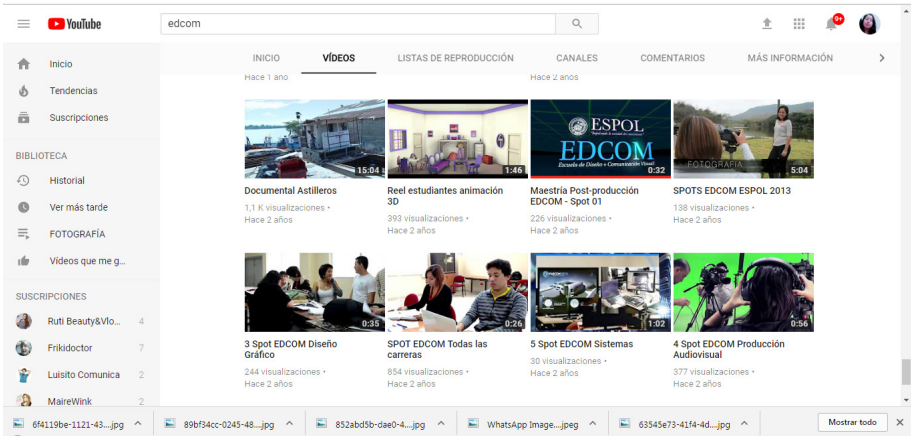 YouTube
edcom
9+
INICIO VÍDEOS LISTAS DE REPRODUCCIÓN CANALES COMENTARIOS MÁS INFORMACIÓN
Inicio
Tendencias
Suscripciones
BIBLIOTECA
Historial
Ver más tarde
FOTOGRAFÍA
Vídeos que me g...
SUSCRIPCIONES
Ruti Beauty&Vlo... 4
Frikidoctor 7
Luisito Comunica 2
MaireWink 2
Hace 1 año
Hace 2 años
15:04
1:46
ESPOL
EDCOM
Escuela de Diseño + Comunicación Visual
0:32
FOTOGRAFÍA
5:04
Documental Astilleros
1,1 K visualizaciones •
Hace 2 años
Reel estudiantes animación
3D
393 visualizaciones •
Hace 2 años
Maestría Post-producción
EDCOM - Spot 01
226 visualizaciones •
Hace 2 años
SPOTS EDCOM ESPOL 2013
138 visualizaciones •
Hace 2 años
0:35
0:26
1:02
0:56
3 Spot EDCOM Diseño
Gráfico
244 visualizaciones •
Hace 2 años
SPOT EDCOM Todas las
carreras
854 visualizaciones •
Hace 2 años
5 Spot EDCOM Sistemas
30 visualizaciones •
Hace 2 años
4 Spot EDCOM Producción
Audiovisual
377 visualizaciones •
Hace 2 años
6f4119be-1121-43....jpg
89bf34cc-0245-48....jpg
852abd5b-dae0-4....jpg
WhatsApp Image....jpeg
63545e73-41f4-4d....jpg
Mostrar todo